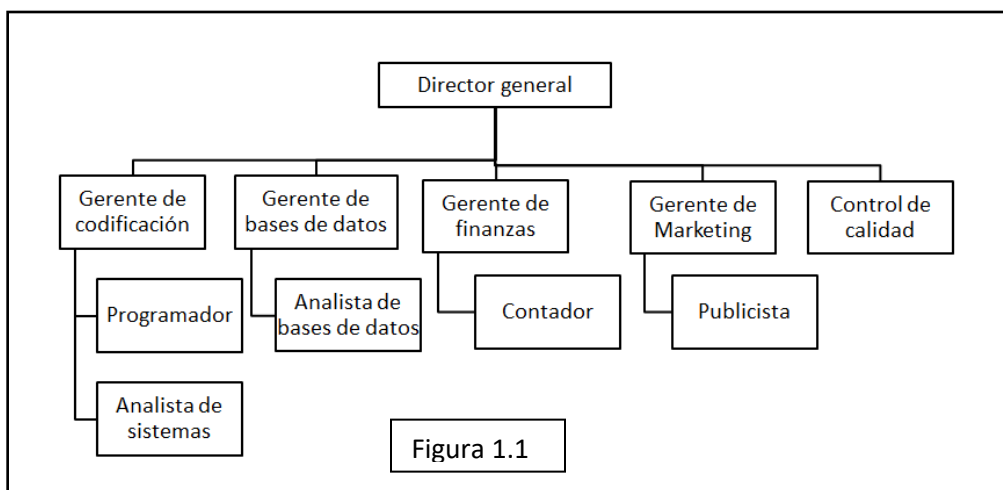 Director general
Gerente de
codificación
Gerente de
bases de datos
Gerente de
finanzas
Gerente de
Marketing
Control de
calidad
Programador
Analista de
bases de datos
Contador
Publicista
Analista de
sistemas
Figura 1.1